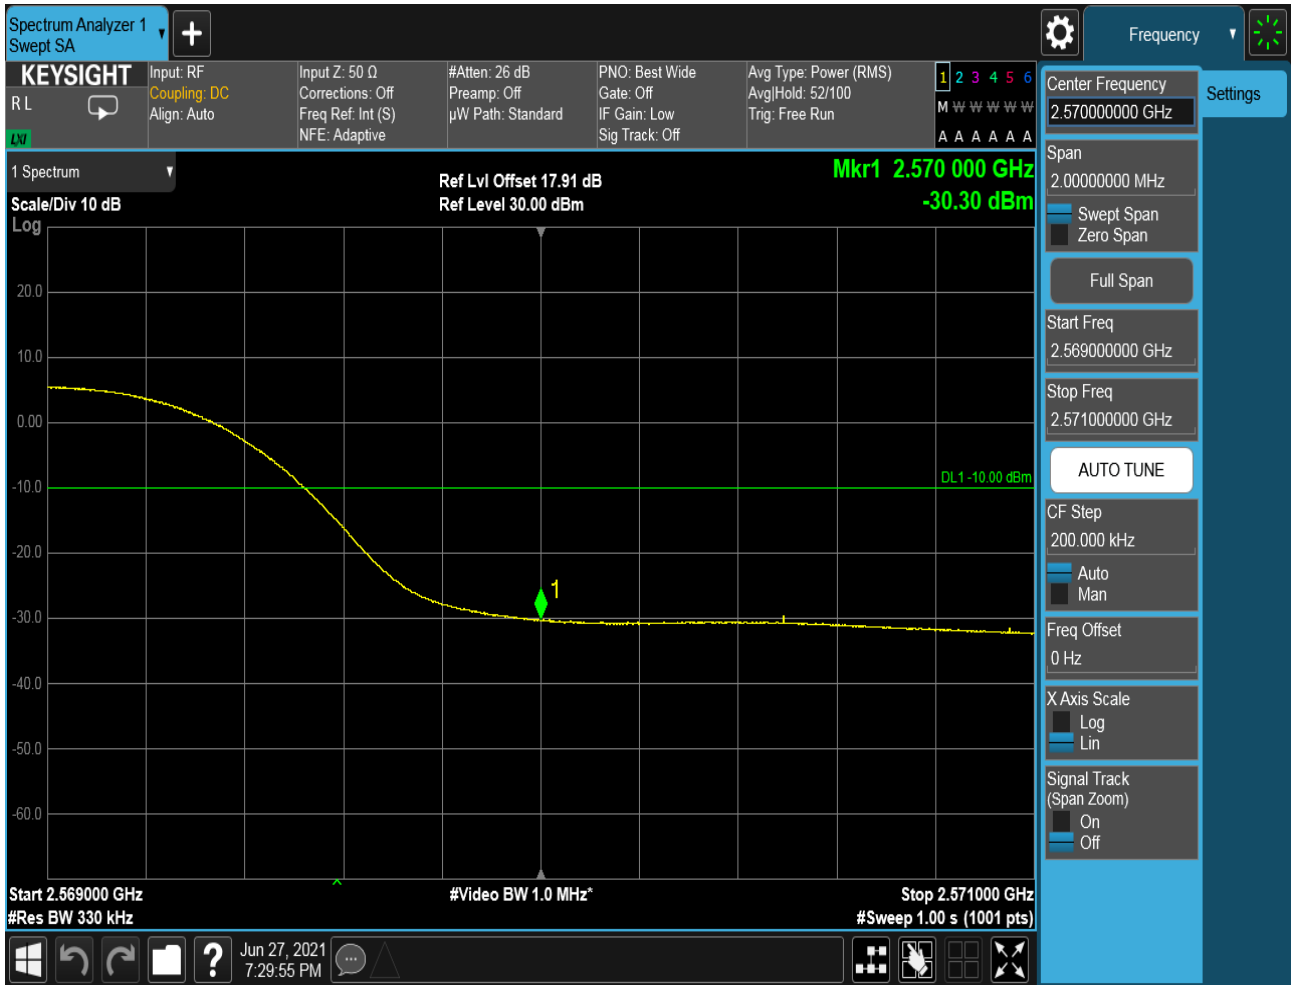 Spectrum Analyzer 1
Swept SA
Frequency
KEYSIGHT
R L
LXI
Input: RF
Coupling: DC
Align: Auto
Input Z: 50 Ω
Corrections: Off
Freq Ref: Int (S)
NFE: Adaptive
#Atten: 26 dB
Preamp: Off
µW Path: Standard
PNO: Best Wide
Gate: Off
IF Gain: Low
Sig Track: Off
Avg Type: Power (RMS)
Avg|Hold: 52/100
Trig: Free Run
1 2 3 4 5 6
M W W W W W
A A A A A A
1 Spectrum
Scale/Div 10 dB
Log
Ref Lvl Offset 17.91 dB
Ref Level 30.00 dBm
Mkr1 2.570 000 GHz
-30.30 dBm
20.0
10.0
0.00
-10.0
-20.0
-30.0
-40.0
-50.0
-60.0
DL1 -10.00 dBm
1
Start 2.569000 GHz
#Res BW 330 kHz
#Video BW 1.0 MHz*
Stop 2.571000 GHz
#Sweep 1.00 s (1001 pts)
Jun 27, 2021
7:29:55 PM
Center Frequency
2.570000000 GHz
Settings
Span
2.00000000 MHz
Swept Span
Zero Span
Full Span
Start Freq
2.569000000 GHz
Stop Freq
2.571000000 GHz
AUTO TUNE
CF Step
200.000 kHz
Auto
Man
Freq Offset
0 Hz
X Axis Scale
Log
Lin
Signal Track
(Span Zoom)
On
Off